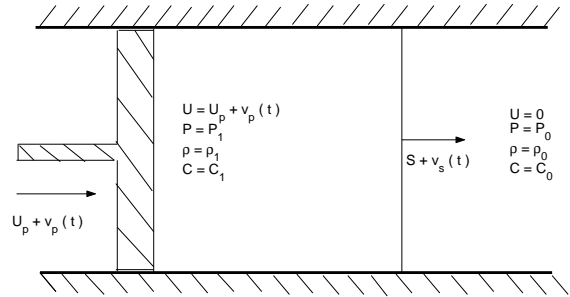 U = U_p + v_p ( t )
P = P_1
ρ = ρ_1
C = C_1
U = 0
P = P_0
ρ = ρ_0
C = C_0
S + v_s ( t )
U_p + v_p ( t )